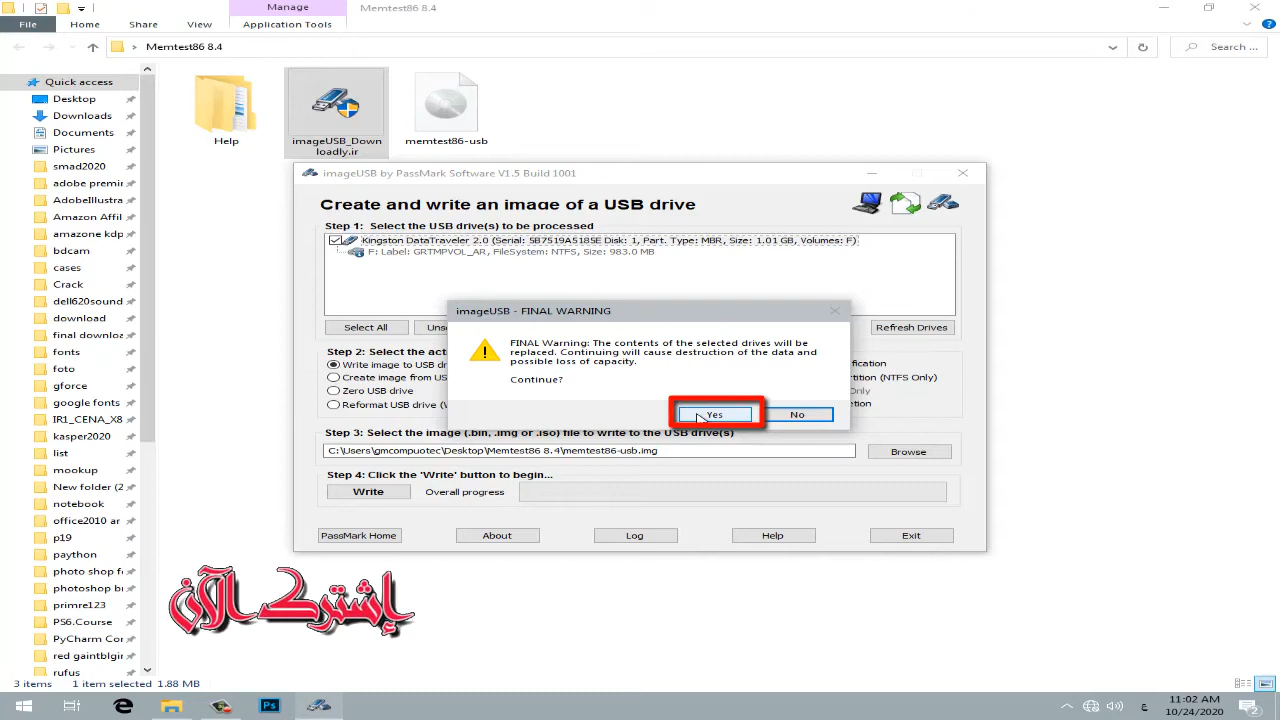 Manage
Memtest86 8.4
File
Home
Share
View
Application Tools
Memtest86 8.4
Search ...
Quick access
Desktop
Downloads
Documents
Pictures
smad2020
adobe premir
AdobeIllustra
Amazon Affil
amazone kdp
bdcam
cases
Crack
dell620sound
download
final downloa
fonts
foto
gforce
google fonts
IR1_CENA_X8
kasper2020
list
mookup
New folder (2
notebook
office2010 ar
p19
paython
photo shop f
photoshop br
primre123
PS6.Course
PyCharm Cor
red gaintblgir
rufus
Help
imageUSB_Downloadly.ir
memtest86-usb
imageUSB by PassMark Software V1.5 Build 1001
Create and write an image of a USB drive
Step 1: Select the USB drive(s) to be processed
Kingston DataTraveler 2.0 (Serial: 5B7519A5185E Disk: 1, Part. Type: MBR, Size: 1.01 GB, Volumes: F)
F: Label: GRTMPVOL_AR, FileSystem: NTFS, Size: 983.0 MB
Select All
Uns
Refresh Drives
Step 2: Select the act
Write image to USB dr
Create image from US
Zero USB drive
Reformat USB drive (
fication
rtition (NTFS Only)
Only)
ction
imageUSB - FINAL WARNING
FINAL Warning: The contents of the selected drives will be
replaced. Continuing will cause destruction of the data and
possible loss of capacity.
Continue?
Yes
No
Step 3: Select the image (.bin, .img or .iso) file to write to the USB drive(s)
C:\Users\gmcompuotec\Desktop\Memtest86 8.4\memtest86-usb.img
Browse
Step 4: Click the 'Write' button to begin...
Write
Overall progress
PassMark Home
About
Log
Help
Exit
إشترك الآن
3 items
1 item selected
1.88 MB
Ps
ع
11:02 AM
10/24/2020
2